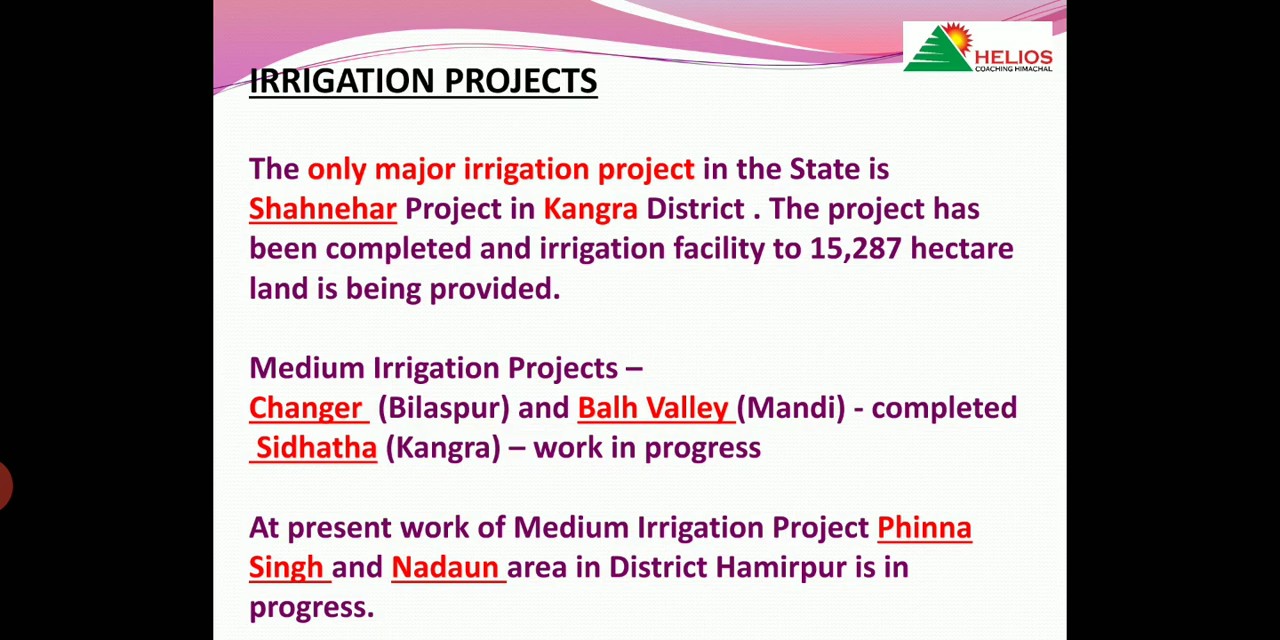 HELIOS
COACHING HIMACHAL
IRRIGATION PROJECTS
The only major irrigation project in the State is
Shahnehar Project in Kangra District . The project has
been completed and irrigation facility to 15,287 hectare
land is being provided.
Medium Irrigation Projects –
Changer (Bilaspur) and Balh Valley (Mandi) - completed
Sidhatha (Kangra) – work in progress
At present work of Medium Irrigation Project Phinna
Singh and Nadaun area in District Hamirpur is in
progress.